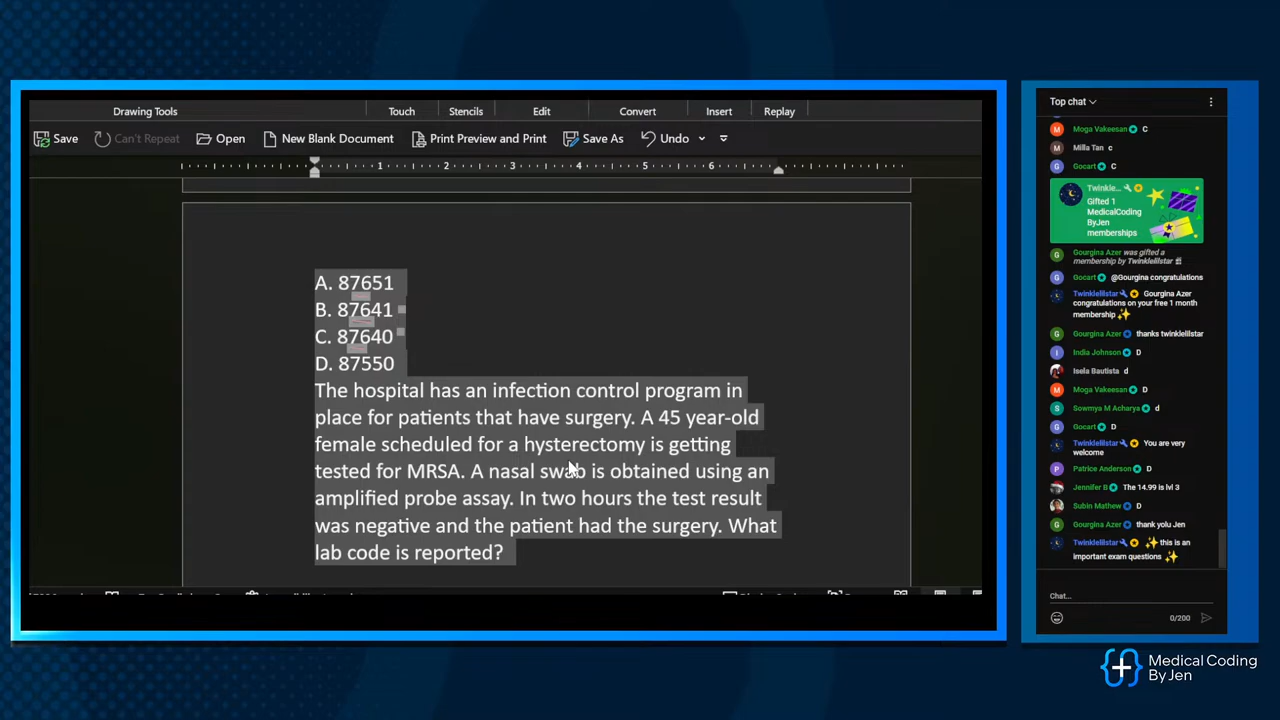 Drawing Tools
Touch
Stencils
Edit
Convert
Insert
Replay
Save
Can't Repeat
Open
New Blank Document
Print Preview and Print
Save As
Undo
1
2
3
4
5
6
A. 87651
B. 87641
C. 87640
D. 87550
The hospital has an infection control program in
place for patients that have surgery. A 45 year-old
female scheduled for a hysterectomy is getting
tested for MRSA. A nasal swab is obtained using an
amplified probe assay. In two hours the test result
was negative and the patient had the surgery. What
lab code is reported?
Top chat
Moga Vakeesan C
Milla Tan c
Gocart C
Twinkle...
Gifted 1
MedicalCoding
ByJen
memberships
Gourgina Azer was gifted a
membership by Twinklelilstar
Gocart @Gourgina congratulations
Twinklelilstar Gourgina Azer
congratulations on your free 1 month
membership
Gourgina Azer thanks twinklelilstar
India Johnson D
Isela Bautista d
Moga Vakeesan D
Sowmya M Acharya d
Gocart D
Twinklelilstar You are very
welcome
Patrice Anderson D
Jennifer B The 14.99 is lvl 3
Subin Mathew D
Gourgina Azer thank yolu Jen
Twinklelilstar this is an
important exam questions
Chat...
0/200
Medical Coding
By Jen